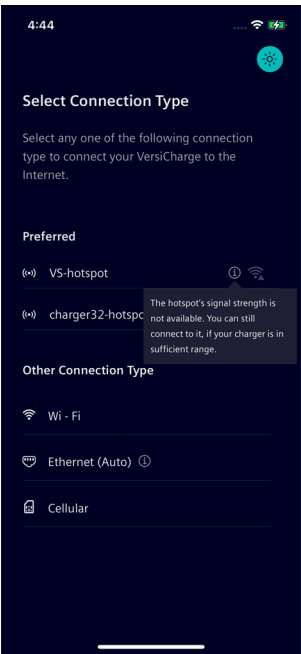 4:44
Select Connection Type
Select any one of the following connection
type to connect your VersiCharge to the
Internet.
Preferred
VS-hotspot
The hotspot's signal strength is
not available. You can still
connect to it, if your charger is in
sufficient range.
charger32-hotspo
Other Connection Type
Wi - Fi
Ethernet (Auto)
Cellular